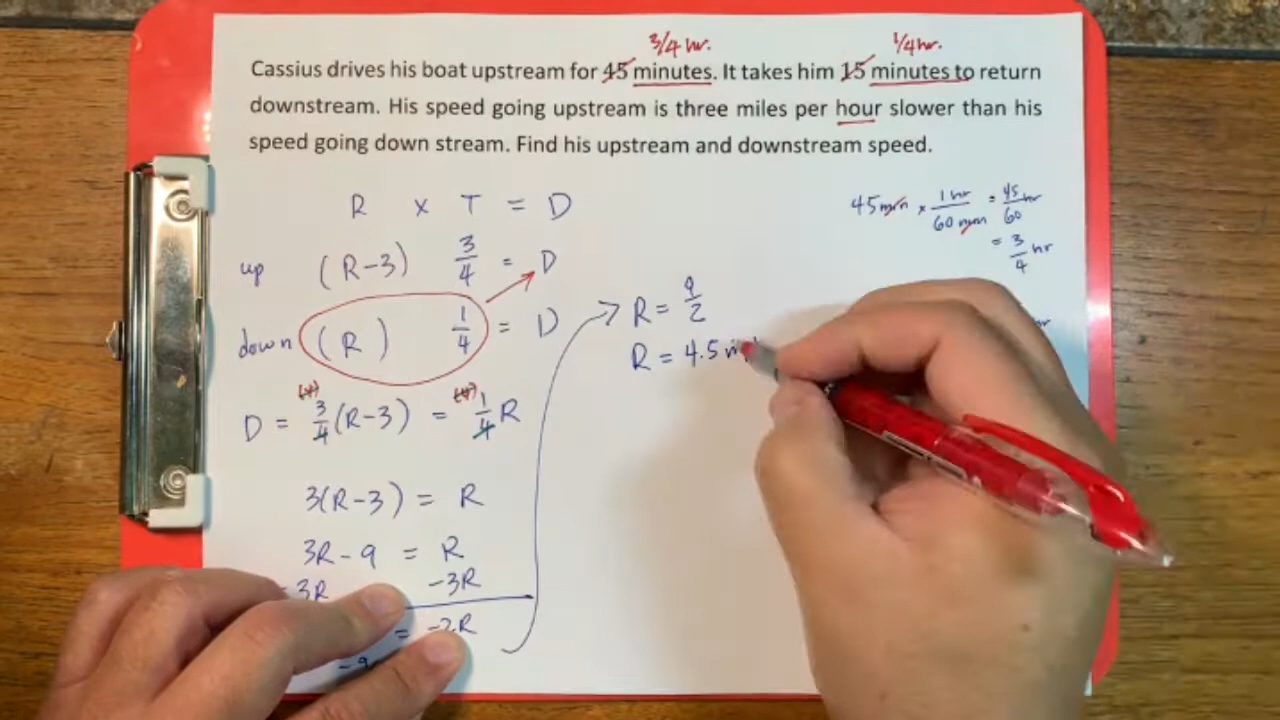 3/4 hr. 1/4 hr.
Cassius drives his boat upstream for 45 minutes. It takes him 15 minutes to return
downstream. His speed going upstream is three miles per hour slower than his
speed going down stream. Find his upstream and downstream speed.
R x T = D
45 min x 1 hr / 60 min = 45/60 hr
= 3/4 hr
up (R-3) 3/4 = D
down (R) 1/4 = D
hr
(4) (4)
D = 3/4 (R-3) = 1/4 R
3(R-3) = R
3R - 9 = R
-3R -3R
-9 = -2R
R = 9/2
R = 4.5